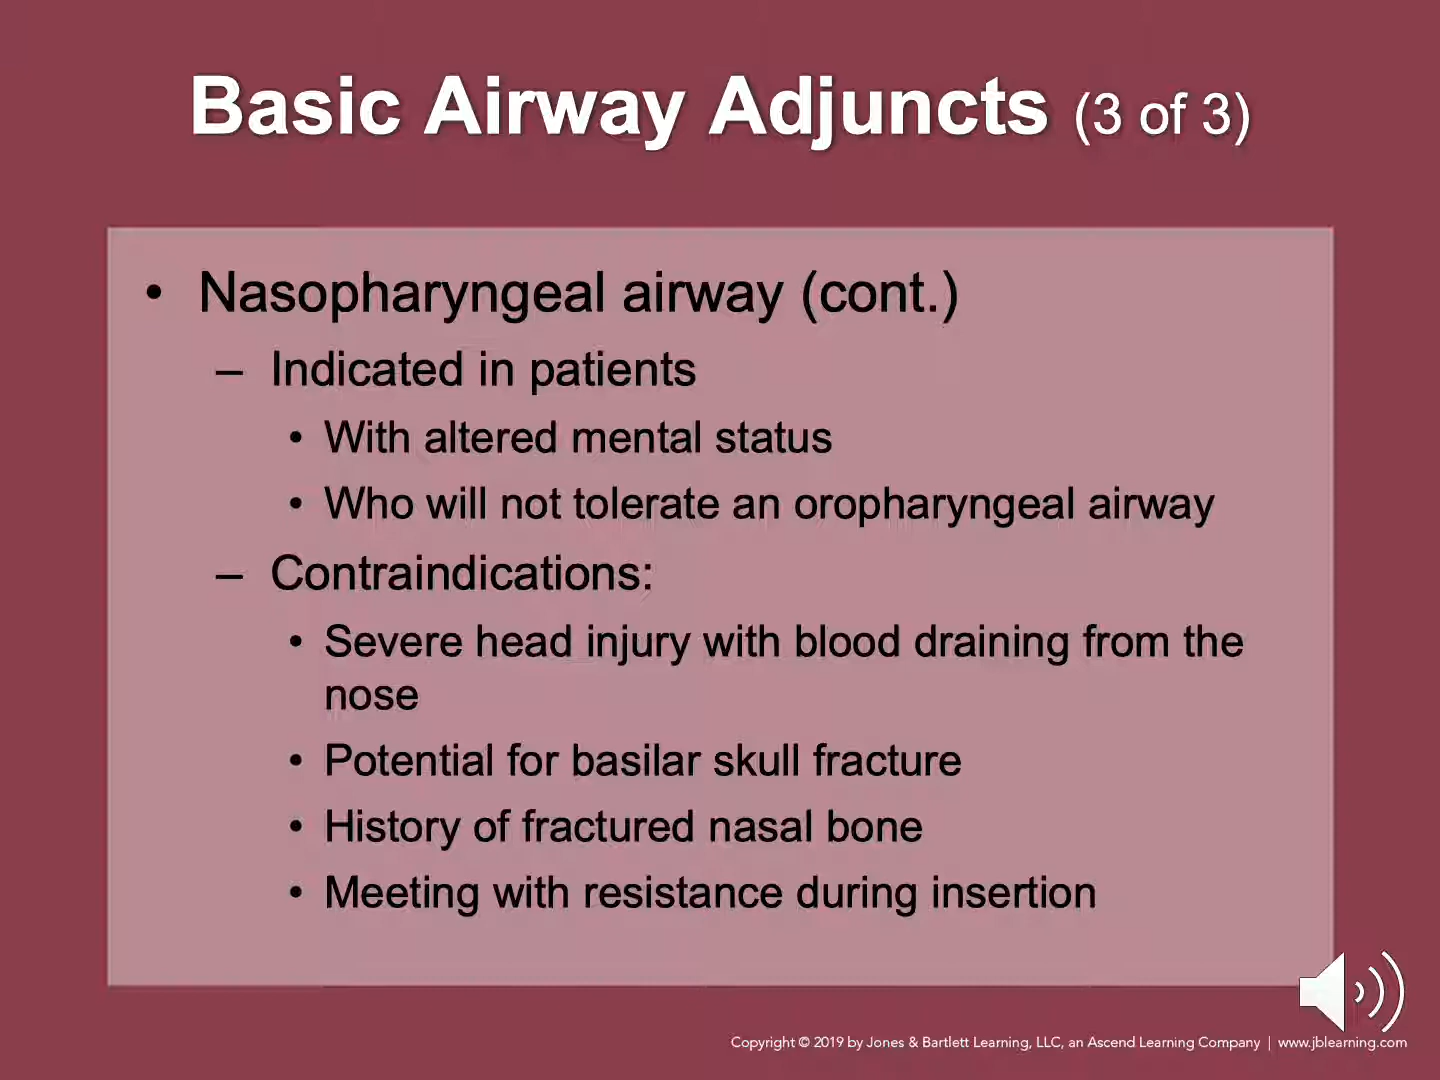 Basic Airway Adjuncts (3 of 3)
• Nasopharyngeal airway (cont.)
– Indicated in patients
• With altered mental status
• Who will not tolerate an oropharyngeal airway
– Contraindications:
• Severe head injury with blood draining from the
nose
• Potential for basilar skull fracture
• History of fractured nasal bone
• Meeting with resistance during insertion
Copyright © 2019 by Jones & Bartlett Learning, LLC, an Ascend Learning Company | www.jblearning.com